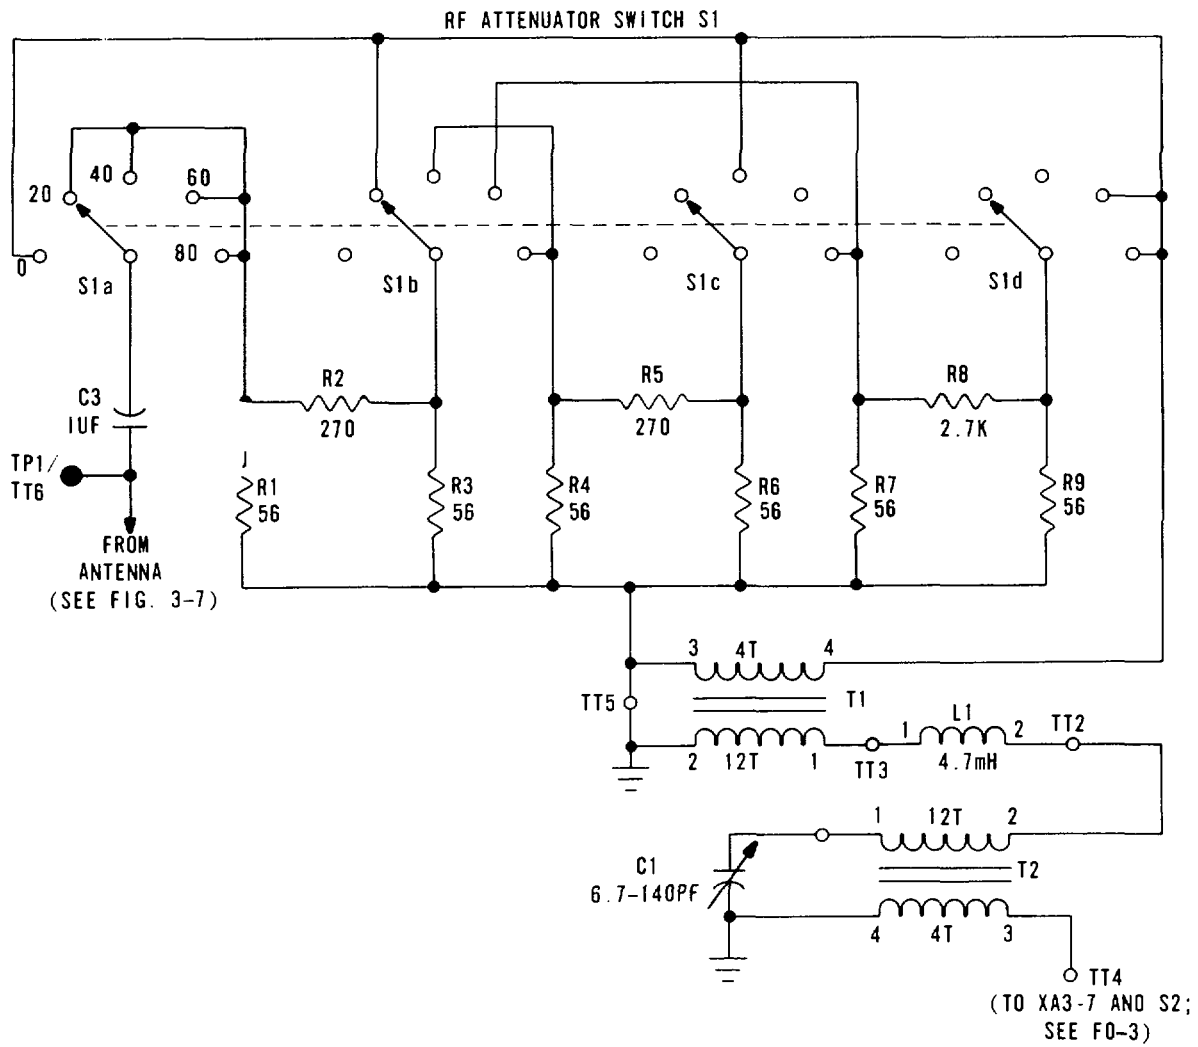 RF ATTENUATOR SWITCH S1
20
40
60
0
80
S1a
S1b
S1c
S1d
C3
1UF
R2
270
R5
270
R8
2.7K
TP1/
TT6
R1
56
R3
56
R4
56
R6
56
R7
56
R9
56
FROM
ANTENNA
(SEE FIG. 3-7)
3 4T 4
TT5
T1
2 12T 1
TT3
1 L1 2
4.7mH
TT2
1 12T 2
C1
6.7-140PF
T2
4 4T 3
TT4
(TO XA3-7 AND S2;
SEE FO-3)